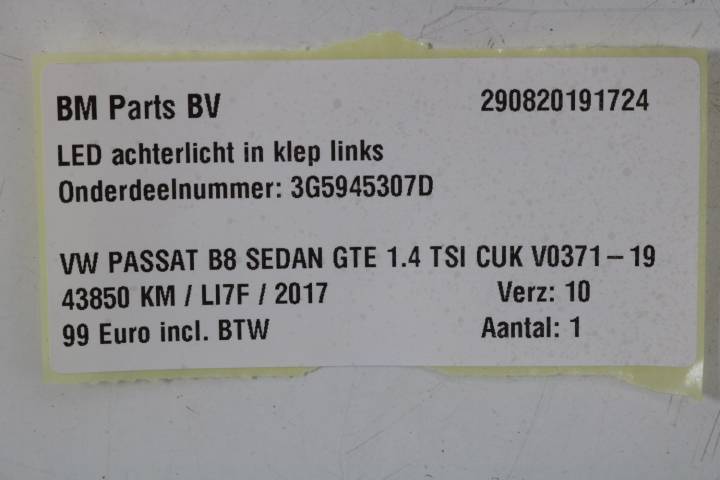 BM Parts BV 290820191724
LED achterlicht in klep links
Onderdeelnummer: 3G5945307D
VW PASSAT B8 SEDAN GTE 1.4 TSI CUK V0371-19
43850 KM / LI7F / 2017 Verz: 10
99 Euro incl. BTW Aantal: 1